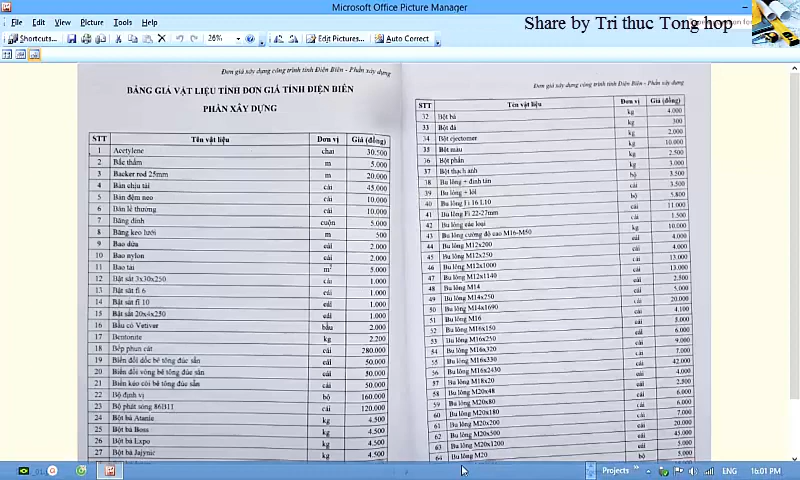 Microsoft Office Picture Manager
File Edit View Picture Tools Help
Share by Tri thuc Tong hop
Shortcuts... 26% Edit Pictures... Auto Correct
Đơn giá xây dựng công trình tỉnh Điện Biên - Phần xây dựng
BẢNG GIÁ VẬT LIỆU TÍNH ĐƠN GIÁ TỈNH ĐIỆN BIÊN
PHẦN XÂY DỰNG
STT Tên vật liệu Đơn vị Giá (đồng)
1 Acetylene chai 30.500
2 Bấc thấm m 5.000
3 Backer rod 25mm m 20.000
4 Bàn chịu tải cái 45.000
5 Bản đệm neo cái 10.000
6 Bản lề thường cái 10.000
7 Băng dính cuộn 5.000
8 Băng keo lưới m 500
9 Bao dứa cái 2.000
10 Bao nylon cái 2.000
11 Bao tải m² 5.000
12 Bật sắt 3x30x250 cái 1.000
13 Bật sắt fi 6 cái 1.000
14 Bật sắt fi 10 cái 1.000
15 Bật sắt 20x4x250 cái 1.000
16 Bầu cỏ Vetiver bầu 2.000
17 Bentonite kg 2.200
18 Bếp phun cát cái 280.000
19 Biển đổi dốc bê tông đúc sẵn cái 50.000
20 Biển đổi vòng bê tông đúc sẵn cái 50.000
21 Biển kéo còi bê tông đúc sẵn cái 50.000
22 Bộ định vị bộ 160.000
23 Bộ phát sóng 86B11 cái 120.000
24 Bột bả Atanic kg 4.500
25 Bột bả Boss kg 4.500
26 Bột bả Expo kg 4.500
27 Bột bả Jajynic kg 4.500
Đơn giá xây dựng công trình tỉnh Điện Biên - Phần xây dựng
STT Tên vật liệu Đơn vị Giá (đồng)
32 Bột bả kg 4.000
33 Bột đá kg 300
34 Bột ejectomer kg 2.000
35 Bột màu kg 10.000
36 Bột phấn kg 2.500
37 Bột thạch anh kg 3.000
38 Bu lông + đinh tán bộ 3.500
39 Bu lông + lói cái 3.500
40 Bu lông Fi 16 L10 bộ 5.800
41 Bu lông Fi 22-27mm cái 11.000
42 Bu lông các loại cái 1.500
43 Bu lông cường độ cao M16-M50 kg 10.000
44 Bu lông M12x200 cái 4.000
45 Bu lông M12x250 cái 4.000
46 Bu lông M12x1000 cái 13.000
47 Bu lông M12x1140 cái 13.000
48 Bu lông M14 cái 2.500
49 Bu lông M14x250 cái 5.000
50 Bu lông M14x1690 cái 20.000
51 Bu lông M16 cái 4.100
52 Bu lông M16x150 cái 5.000
53 Bu lông M16x250 cái 6.000
54 Bu lông M16x320 cái 9.000
55 Bu lông M16x330 cái 7.000
56 Bu lông M16x2430 cái 42.000
57 Bu lông M18x20 cái 4.000
58 Bu lông M20x48 cái 2.500
59 Bu lông M20x80 cái 6.000
60 Bu lông M20x180 cái 6.000
61 Bu lông M20x200 cái 7.000
62 Bu lông M20x500 cái 20.000
63 Bu lông M20x1200 cái 45.000
64 Bu lông M20 cái 5.000
Projects ENG 16:01 PM